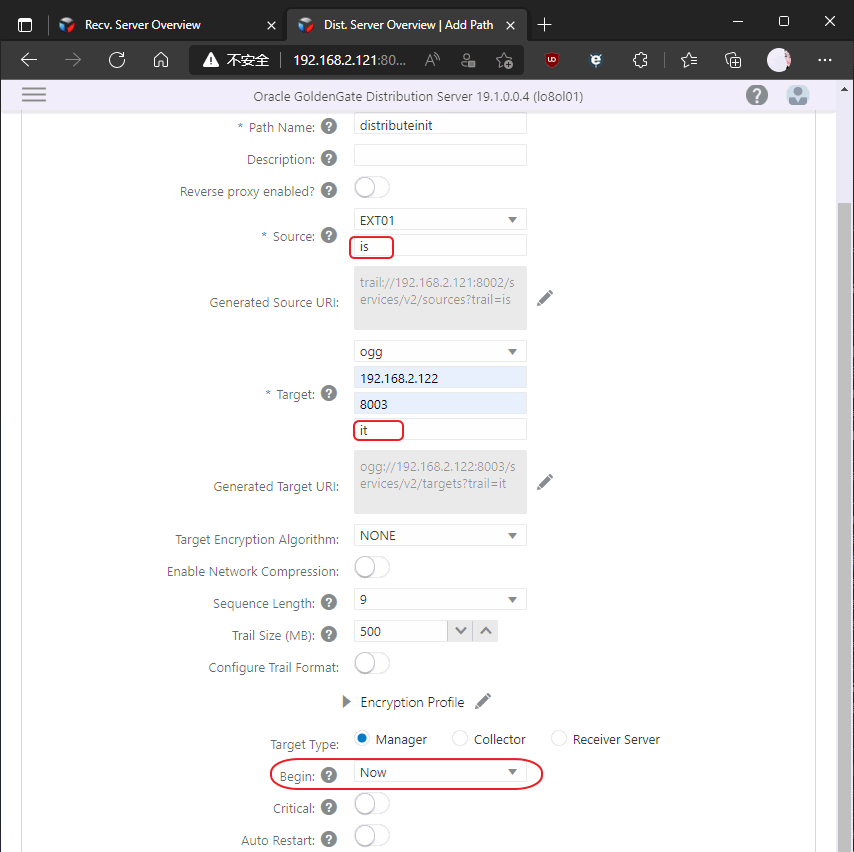 Recv. Server Overview
Dist. Server Overview | Add Path
不安全
192.168.2.121:80...
Oracle GoldenGate Distribution Server 19.1.0.0.4 (lo8ol01)
* Path Name: distributeinit
Description:
Reverse proxy enabled?
* Source: EXT01
is
Generated Source URI: trail://192.168.2.121:8002/s
ervices/v2/sources?trail=is
* Target: ogg
192.168.2.122
8003
it
Generated Target URI: ogg://192.168.2.122:8003/s
ervices/v2/targets?trail=it
Target Encryption Algorithm: NONE
Enable Network Compression:
Sequence Length: 9
Trail Size (MB): 500
Configure Trail Format:
Encryption Profile
Target Type: Manager Collector Receiver Server
Begin: Now
Critical:
Auto Restart: